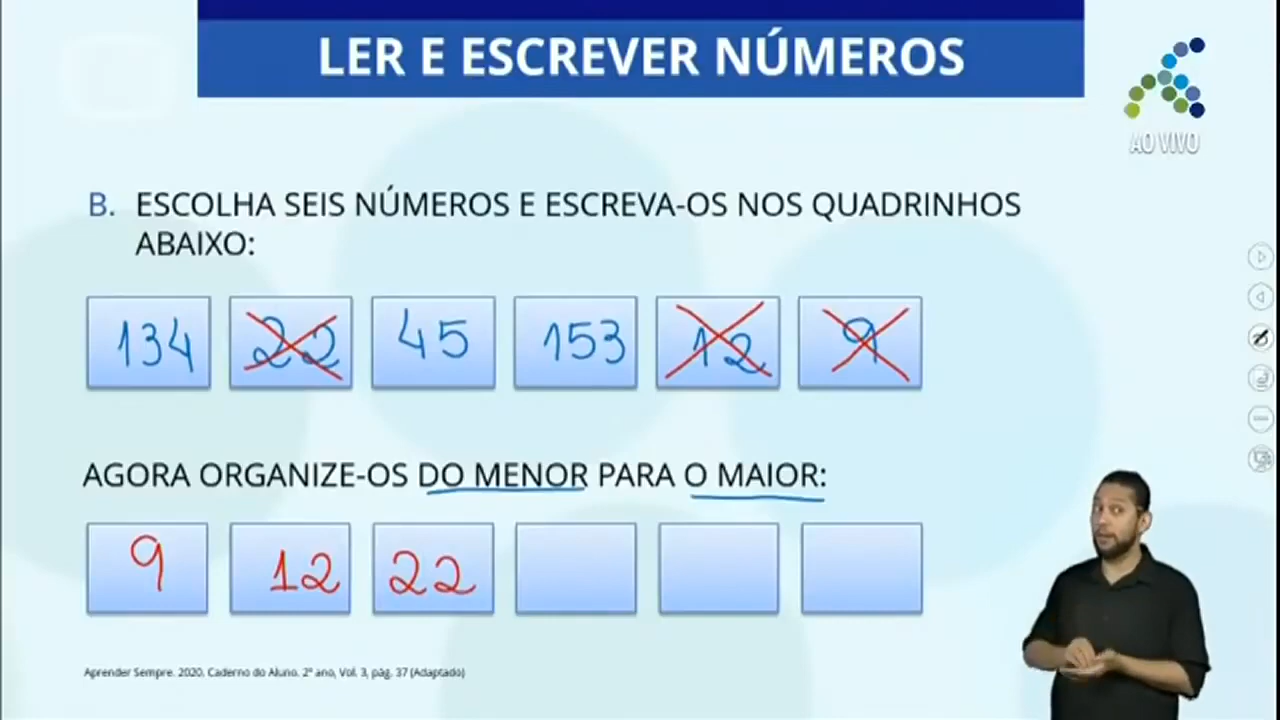 LER E ESCREVER NÚMEROS
AO VIVO
B. ESCOLHA SEIS NÚMEROS E ESCREVA-OS NOS QUADRINHOS
ABAIXO:
134 22 45 153 12 9
AGORA ORGANIZE-OS DO MENOR PARA O MAIOR:
9 12 22
Aprender Sempre. 2020. Caderno do Aluno. 2º ano, Vol. 3, pág. 37 (Adaptado)